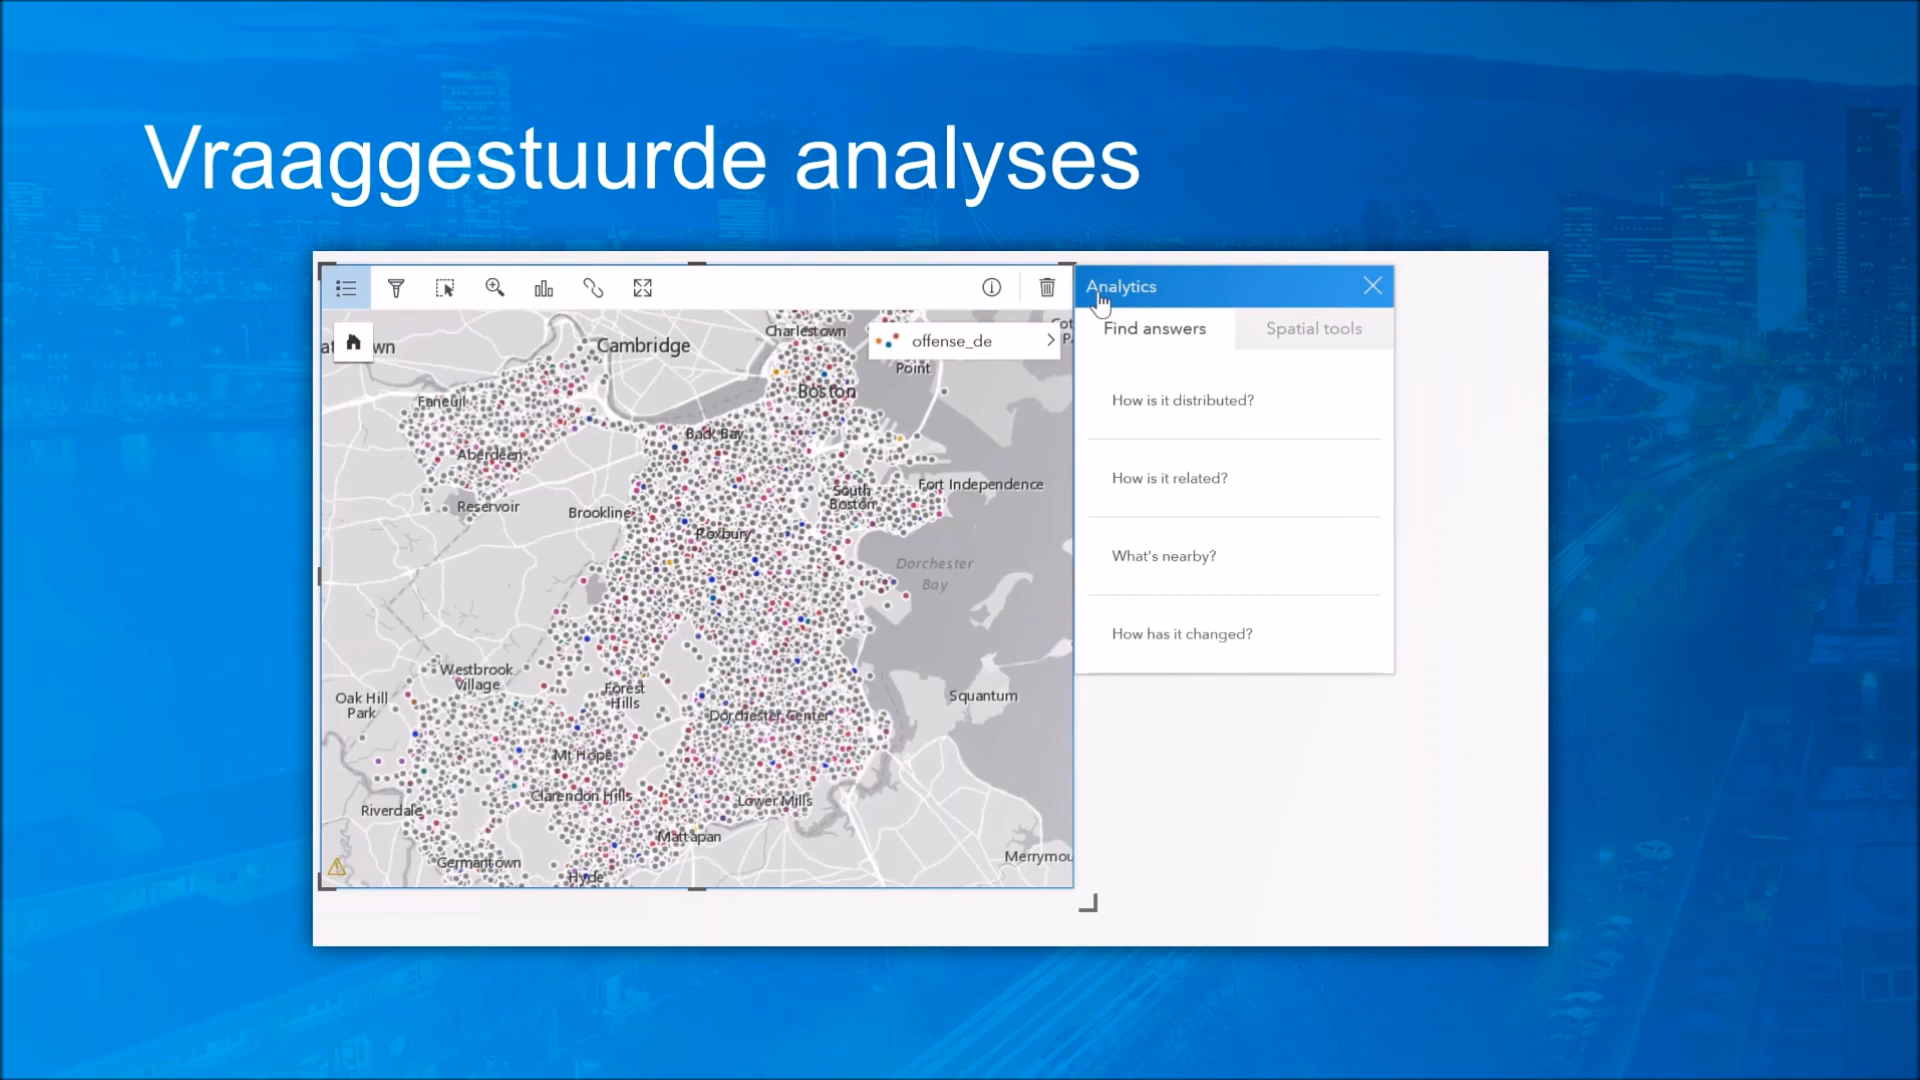 Vraaggestuurde analyses
Analytics
Find answers
Spatial tools
How is it distributed?
How is it related?
What's nearby?
How has it changed?
offense_de
Charlestown
Cambridge
Point
Boston
Faneuil
Back Bay
Aberdeen
Fort Independence
South
Boston
Reservoir
Brookline
Roxbury
Dorchester
Bay
Westbrook
Village
Oak Hill
Park
Forest
Hills
Squantum
Dorchester Center
Mt Hope
Clarendon Hills
Lower Mills
Riverdale
Mattapan
Merrymou
Germantown
Hyde